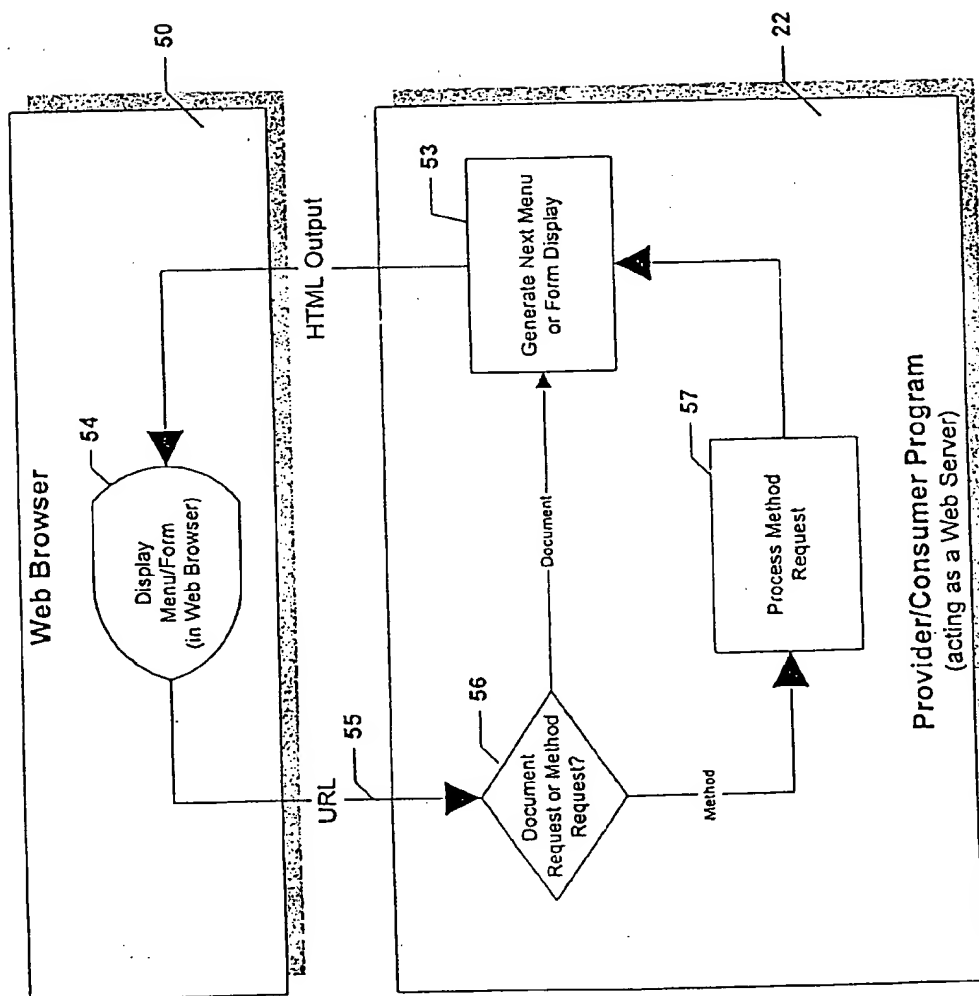 50
Web Browser
54
Display
Menu/Form
(in Web Browser)
HTML Output
URL
55
22
53
Generate Next Menu
or Form Display
56
Document
Request or Method
Request?
Document
Method
57
Process Method
Request
Provider/Consumer Program
(acting as a Web Server)